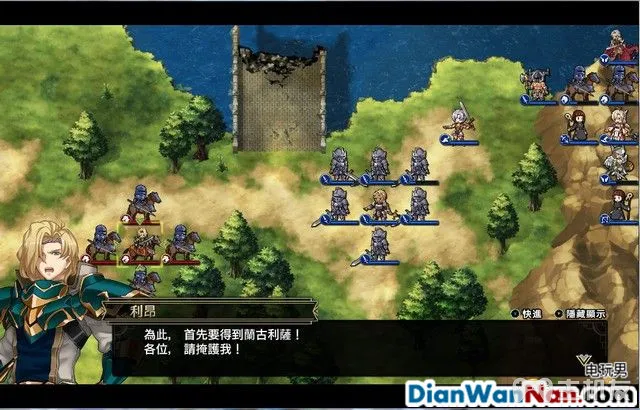 快進 隱藏顯示
利昂
為此，首先要得到蘭古利薩！
各位，請掩護我！
电玩男
DianWanNan.com